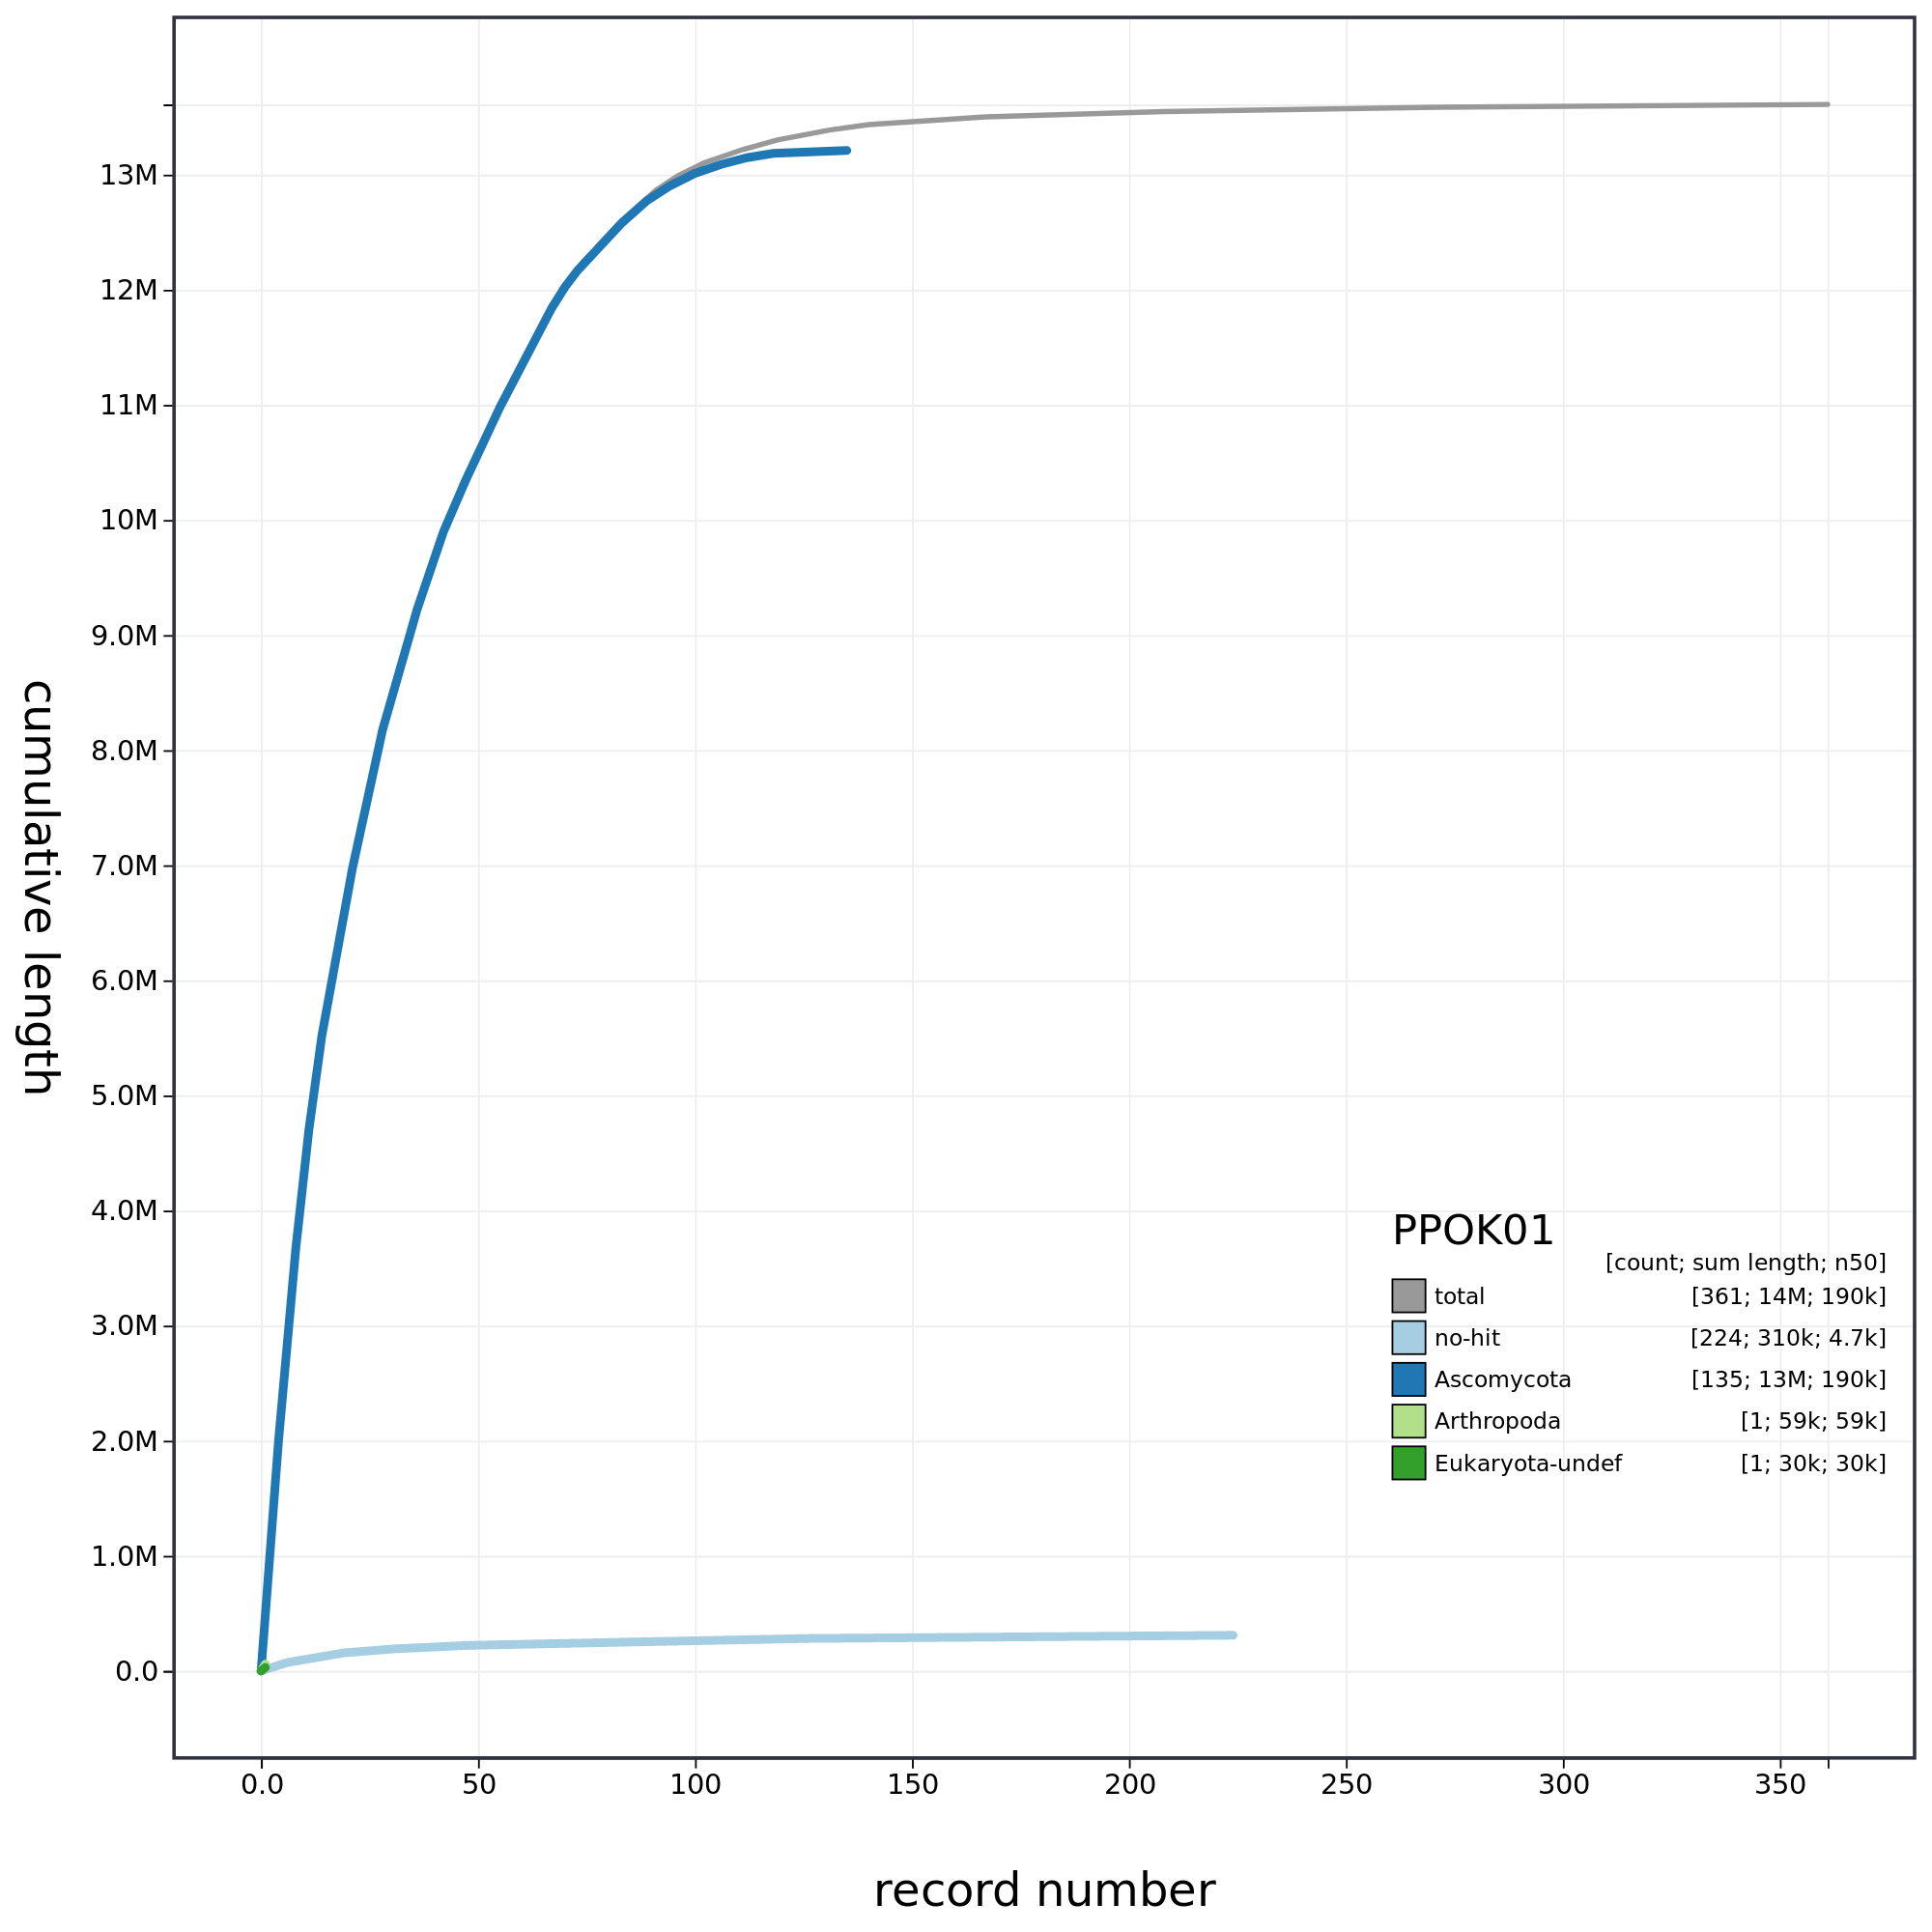 cumulative length
13M
12M
11M
10M
9.0M
8.0M
7.0M
6.0M
5.0M
4.0M
3.0M
2.0M
1.0M
0.0
PPOK01
[count; sum length; n50]
total [361; 14M; 190k]
no-hit [224; 310k; 4.7k]
Ascomycota [135; 13M; 190k]
Arthropoda [1; 59k; 59k]
Eukaryota-undef [1; 30k; 30k]
0.0 50 100 150 200 250 300 350
record number